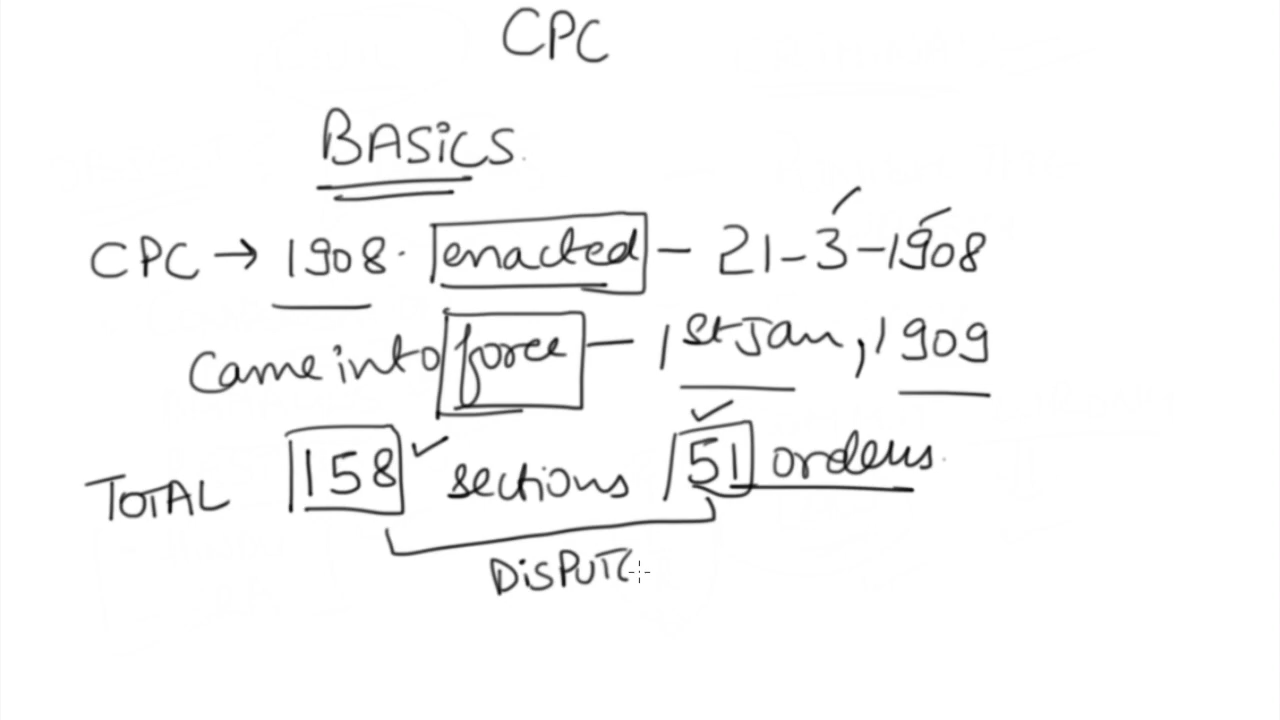 CPC
BASiCS
CPC → 1908. enacted - 21-3-1908
Came into force - 1st Jan, 1909
TOTAL 158 sections / 51 orders.
DiSPUTE